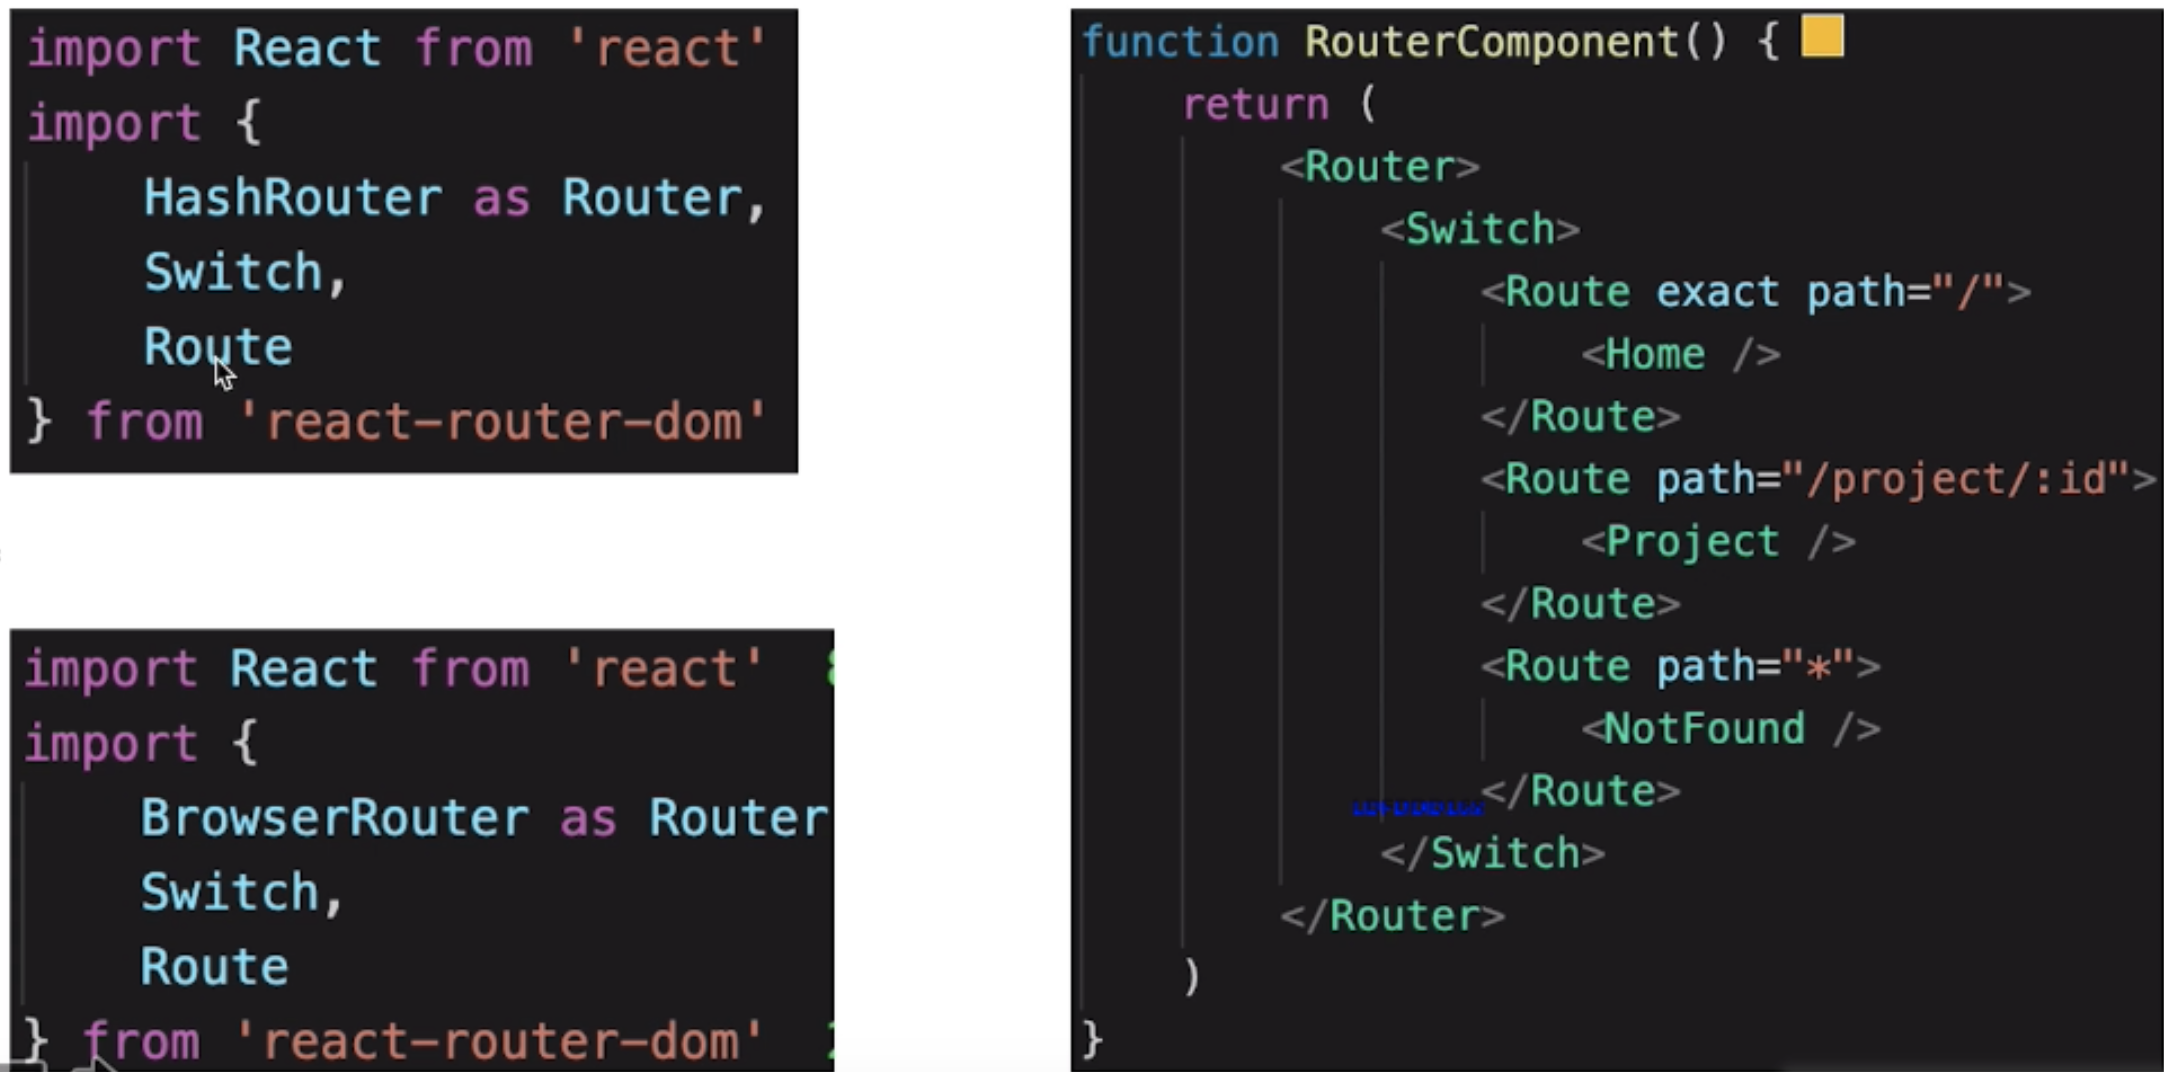 import React from 'react'
import {
HashRouter as Router,
Switch,
Route
} from 'react-router-dom'
import React from 'react'
import {
BrowserRouter as Router
Switch,
Route
} from 'react-router-dom'
function RouterComponent() {
return (
<Router>
<Switch>
<Route exact path="/">
<Home />
</Route>
<Route path="/project/:id">
<Project />
</Route>
<Route path="*">
<NotFound />
</Route>
</Switch>
</Router>
)
}